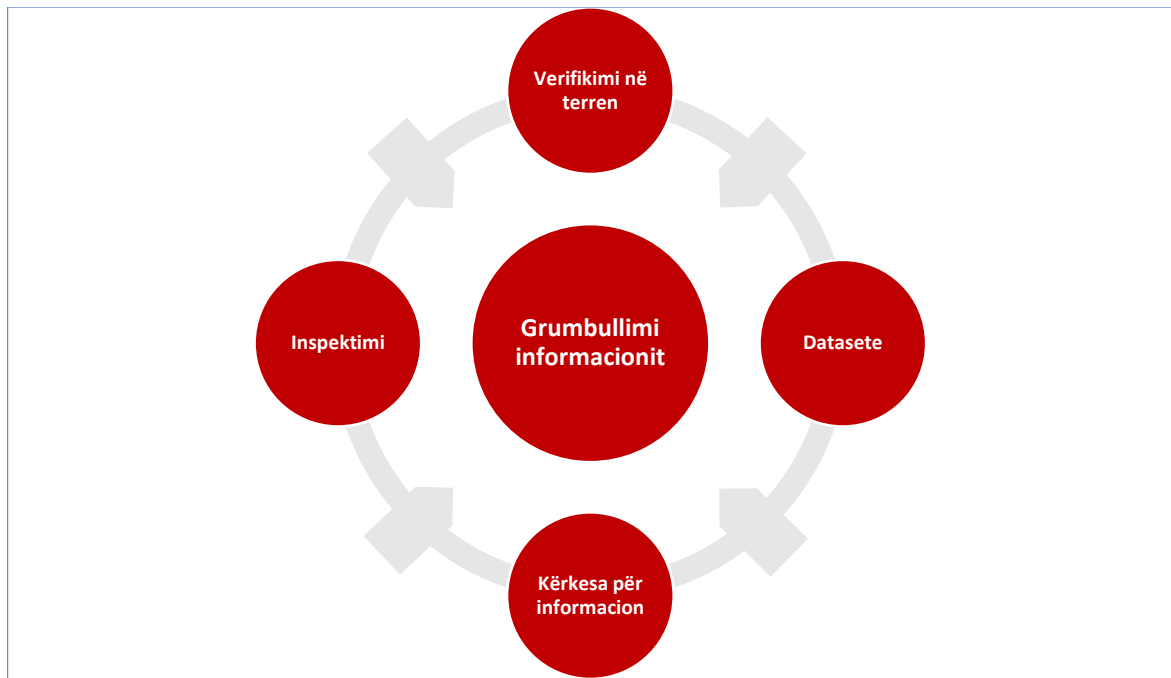 Verifikimi në
terren
Inspektimi
Grumbullimi
informacionit
Datasete
Kërkesa për
informacion